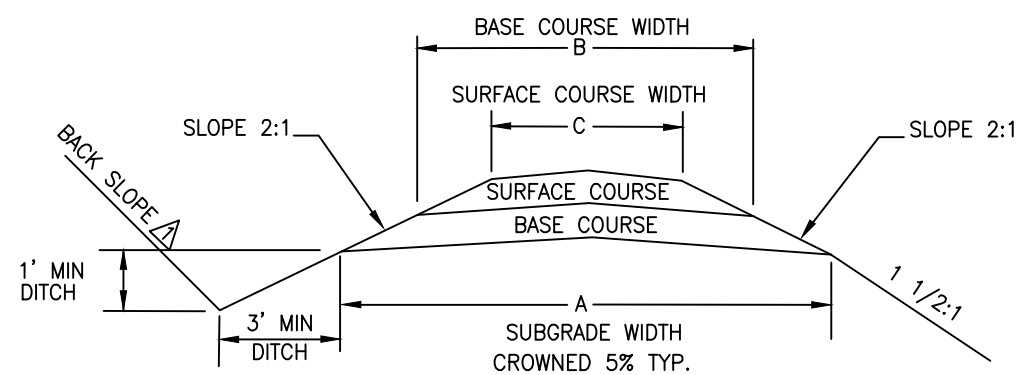 BASE COURSE WIDTH
B
SURFACE COURSE WIDTH
C
SLOPE 2:1
SLOPE 2:1
BACK SLOPE 1
SURFACE COURSE
BASE COURSE
1' MIN
DITCH
3' MIN
DITCH
A
SUBGRADE WIDTH
CROWNED 5% TYP.
1 1/2:1